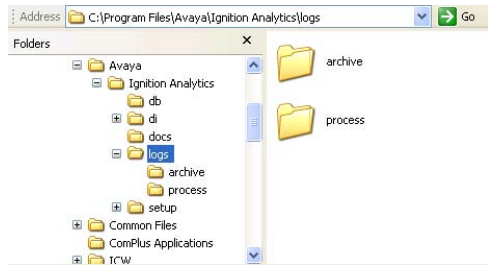 Address C:\Program Files\Avaya\Ignition Analytics\logs Go
Folders
Avaya
Ignition Analytics
db
di
docs
logs
archive
process
setup
Common Files
ComPlus Applications
ICW
archive
process